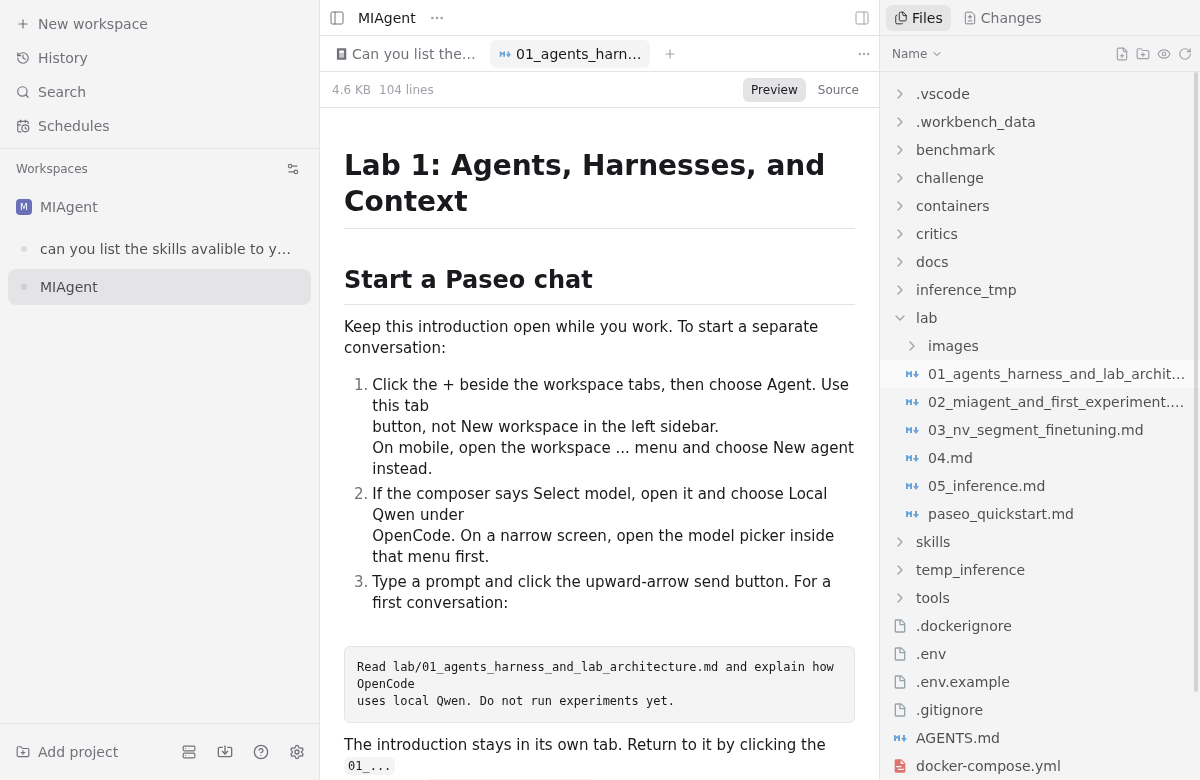 New workspace
History
Search
Schedules
Workspaces
M MIAgent
can you list the skills avalible to y...
MIAgent
Add project
MIAgent
Can you list the...
01_agents_harn...
4.6 KB 104 lines
Preview
Source
Lab 1: Agents, Harnesses, and
Context
Start a Paseo chat
Keep this introduction open while you work. To start a separate
conversation:
1. Click the + beside the workspace tabs, then choose Agent. Use
this tab
button, not New workspace in the left sidebar.
On mobile, open the workspace ... menu and choose New agent
instead.
2. If the composer says Select model, open it and choose Local
Qwen under
OpenCode. On a narrow screen, open the model picker inside
that menu first.
3. Type a prompt and click the upward-arrow send button. For a
first conversation:
Read lab/01_agents_harness_and_lab_architecture.md and explain how
OpenCode
uses local Qwen. Do not run experiments yet.
The introduction stays in its own tab. Return to it by clicking the
01_...
Files
Changes
Name
.vscode
.workbench_data
benchmark
challenge
containers
critics
docs
inference_tmp
lab
images
01_agents_harness_and_lab_archit...
02_miagent_and_first_experiment....
03_nv_segment_finetuning.md
04.md
05_inference.md
paseo_quickstart.md
skills
temp_inference
tools
.dockerignore
.env
.env.example
.gitignore
AGENTS.md
docker-compose.yml